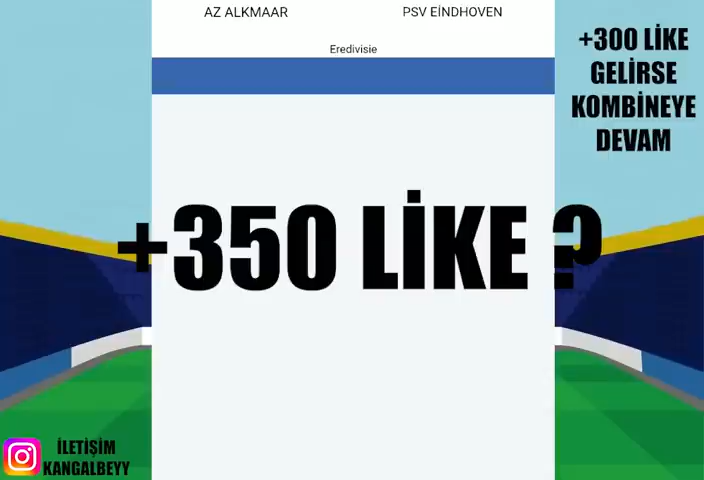 AZ ALKMAAR PSV EİNDHOVEN
Eredivisie
+300 LİKE
GELİRSE
KOMBİNEYE
DEVAM
+350 LİKE ?
İLETİŞİM
KANGALBEYY